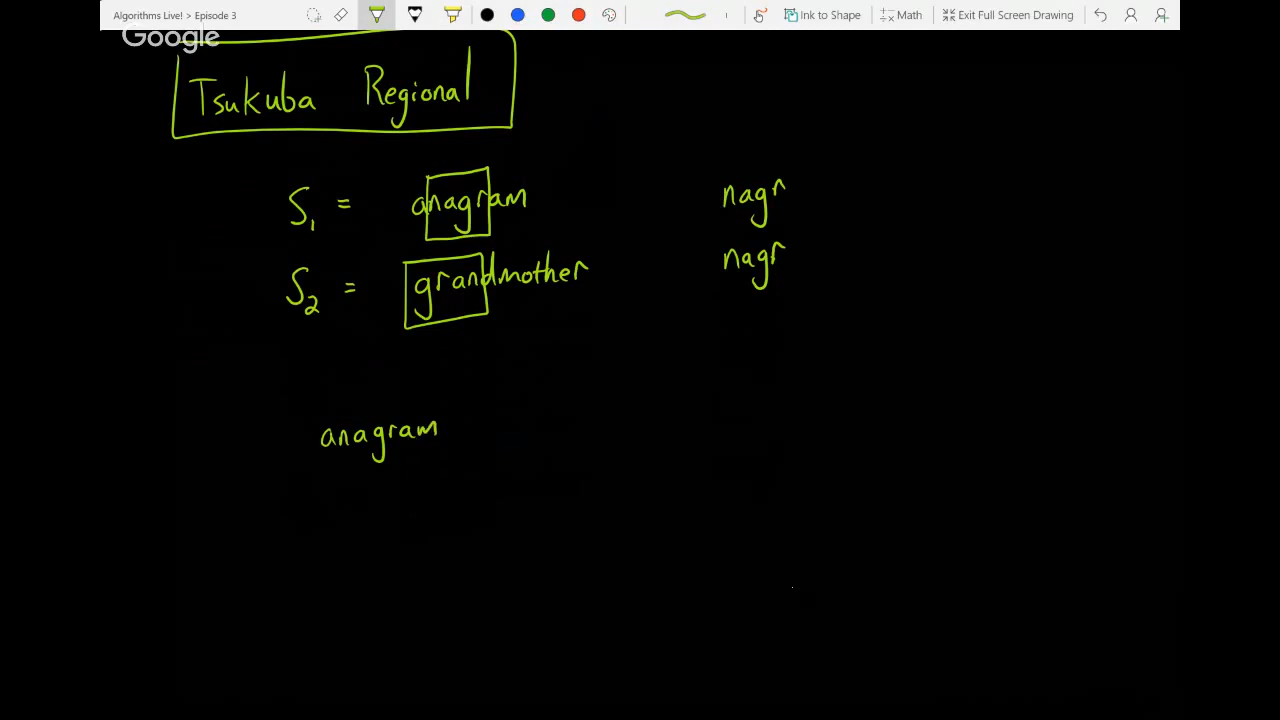 Algorithms Live! > Episode 3 Ink to Shape Math Exit Full Screen Drawing
Google
Tsukuba Regional
S1 = anagram nagr
S2 = grandmother nagr
anagram